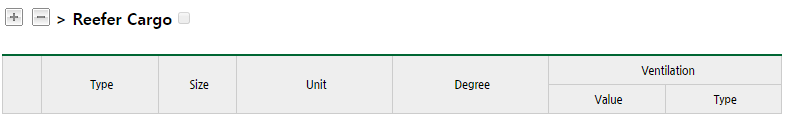 + − > Reefer Cargo
Type Size Unit Degree Ventilation
Value Type